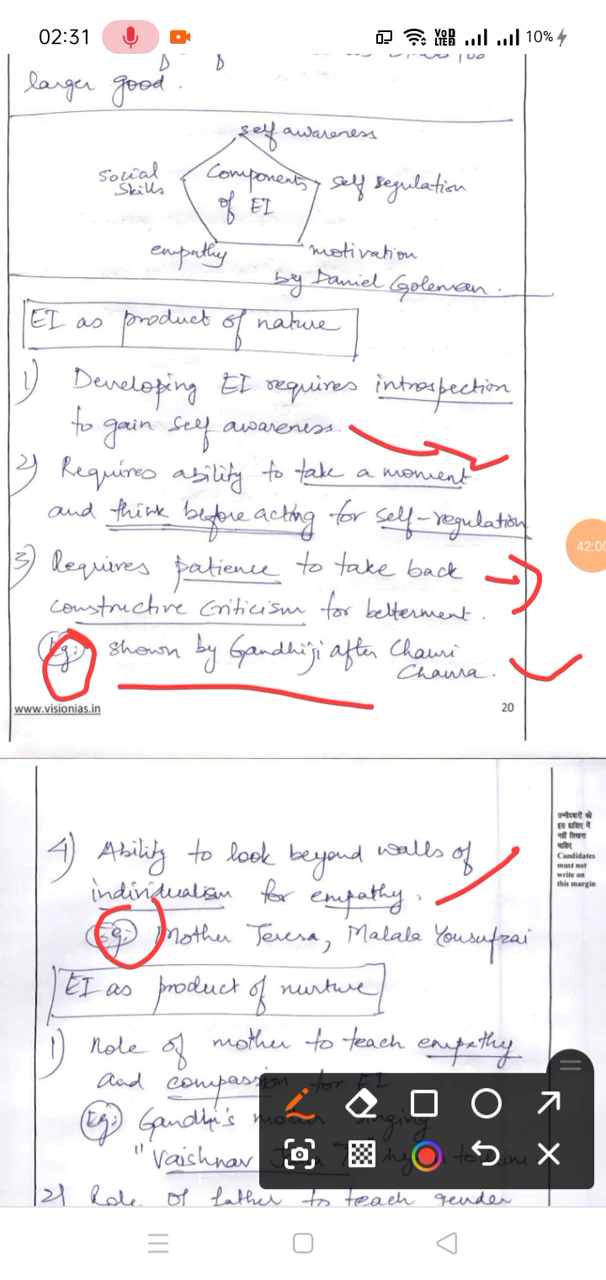 02:31
Vo LTE2
10%
larger good.
self awareness
Social
Skills
Components
of EI
self regulation
empathy
motivation
by Daniel Goleman.
EI as product of nature
1) Developing EI requires introspection
to gain self awareness.
2) Requires ability to take a moment
and think before acting for self-regulation
3) Requires patience to take back
constructive criticism for betterment.
Eg: shown by Gandhiji after Chauri
Chaura.
www.visionias.in
20
42:00
उम्मीदवारों को
इस हाशिए में
नहीं लिखना
चाहिए
Candidates
must not
write on
this margin
4) Ability to look beyond walls of
individualism for empathy.
Eg: Mother Teresa, Malala Yousufzai
EI as product of nurture
1) Role of mother to teach empathy
and compassion for EI
Eg: Gandhi's singing
"Vaishnav
2) Role of father to teach gender